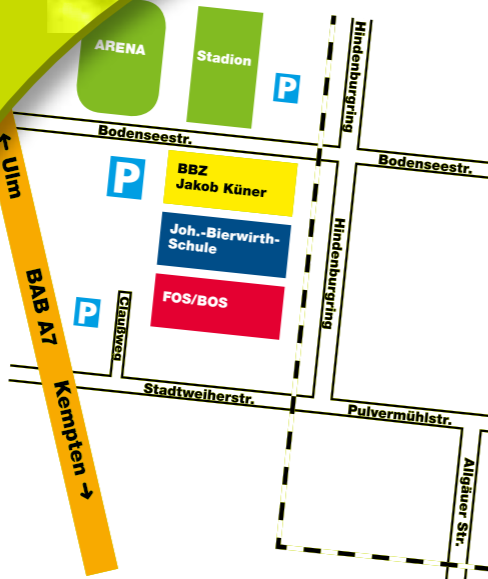 ARENA
Stadion
P
Hindenburgring
Bodenseestr.
Bodenseestr.
← Ulm
P
BBZ
Jakob Küner
Joh.-Bierwirth-
Schule
Hindenburgring
BAB A7
P
Claußweg
FOS/BOS
Kempten →
Stadtweiherstr.
Pulvermühlstr.
Allgäuer Str.